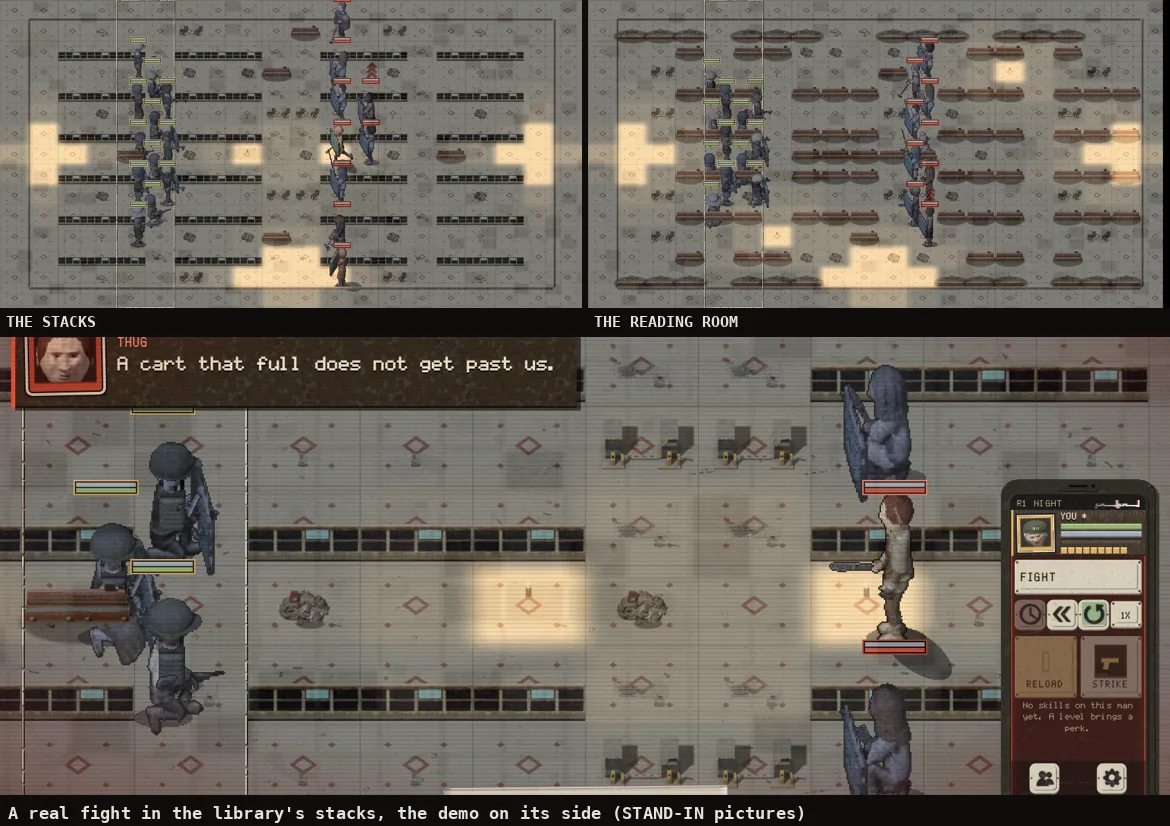 THE STACKS
THE READING ROOM
THUG
A cart that full does not get past us.
R1 NIGHT
YOU *
FIGHT
1X
RELOAD
STRIKE
No skills on this man
yet. A level brings a
perk.
A real fight in the library's stacks, the demo on its side (STAND-IN pictures)